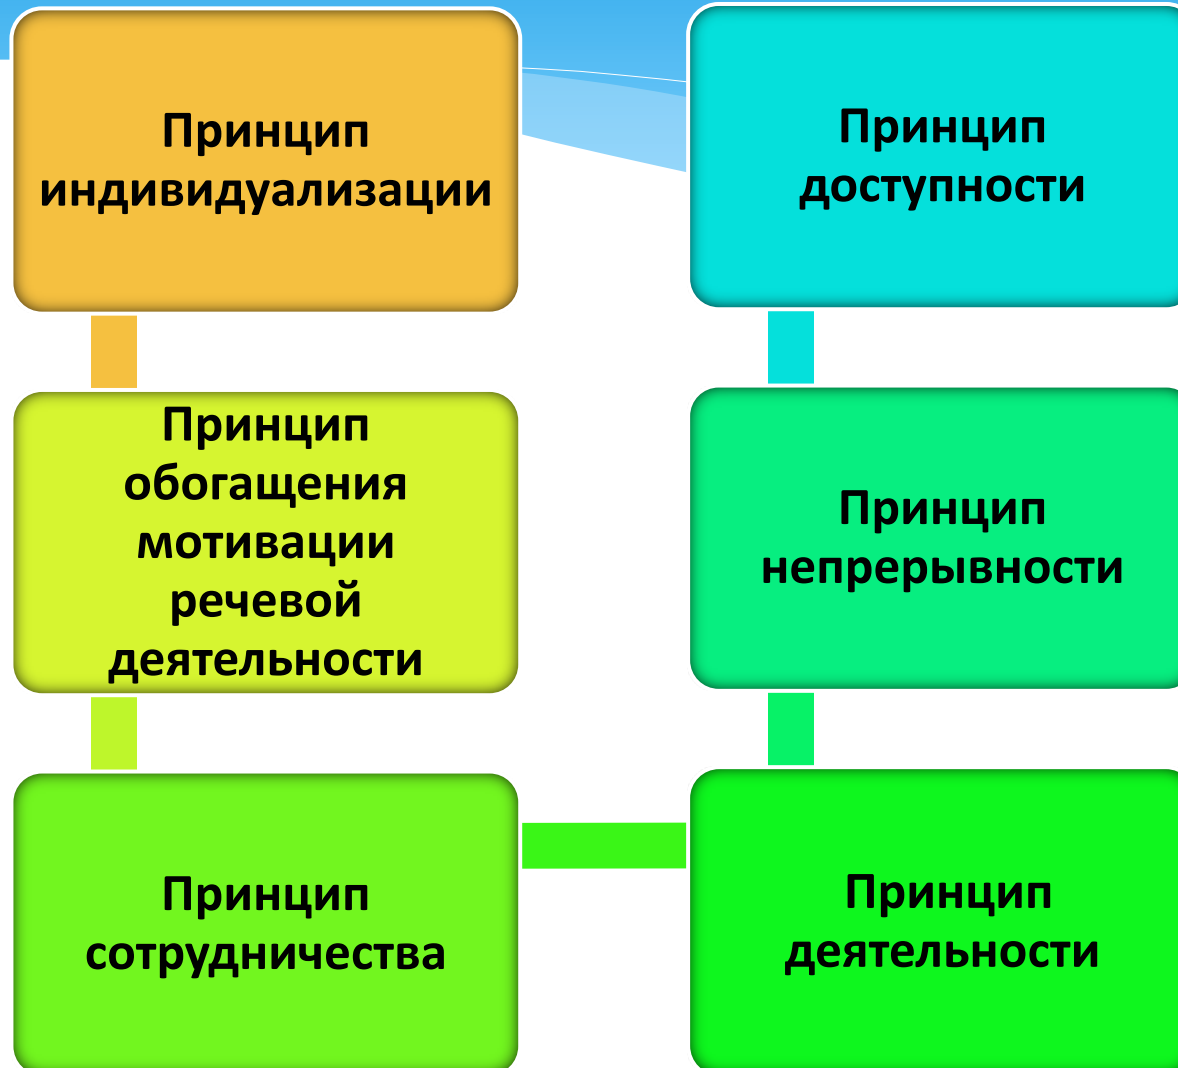 Принцип
индивидуализации
Принцип
обогащения
мотивации
речевой
деятельности
Принцип
сотрудничества
Принцип
деятельности
Принцип
непрерывности
Принцип
доступности